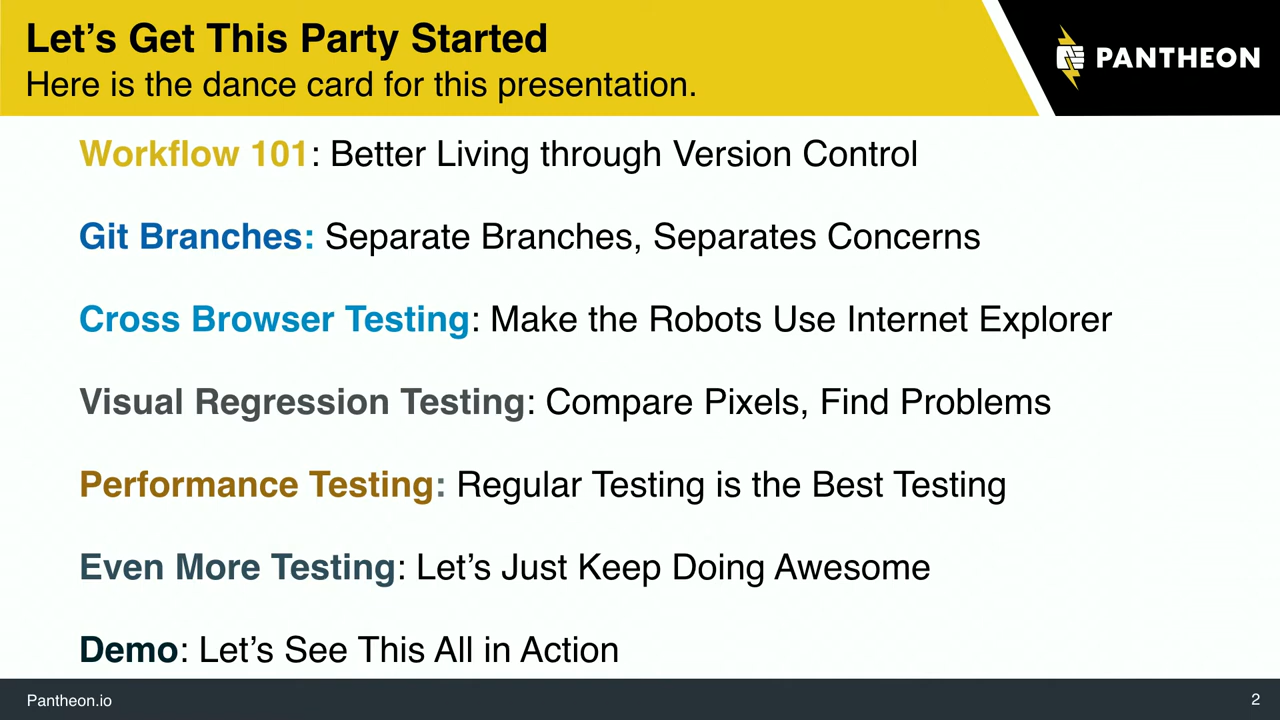 Let’s Get This Party Started
Here is the dance card for this presentation.
PANTHEON
Workflow 101: Better Living through Version Control
Git Branches: Separate Branches, Separates Concerns
Cross Browser Testing: Make the Robots Use Internet Explorer
Visual Regression Testing: Compare Pixels, Find Problems
Performance Testing: Regular Testing is the Best Testing
Even More Testing: Let’s Just Keep Doing Awesome
Demo: Let’s See This All in Action
Pantheon.io
2